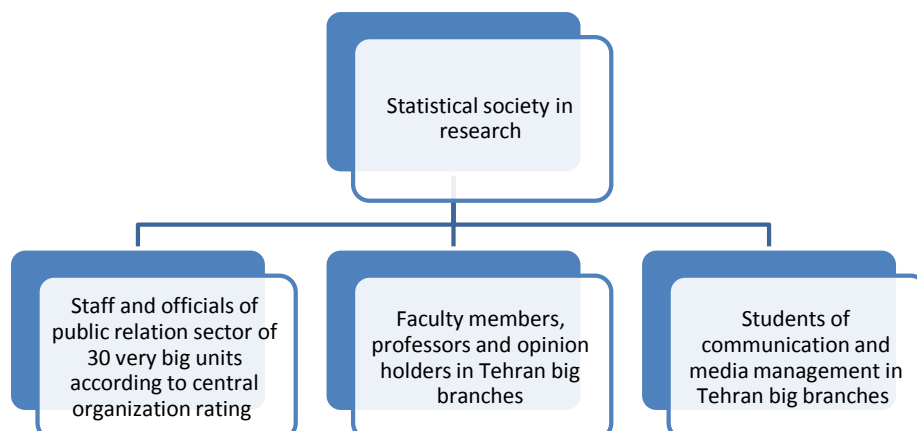 Statistical society in
research
Staff and officials of
public relation sector of
30 very big units
according to central
organization rating
Faculty members,
professors and opinion
holders in Tehran big
branches
Students of
communication and
media management in
Tehran big branches